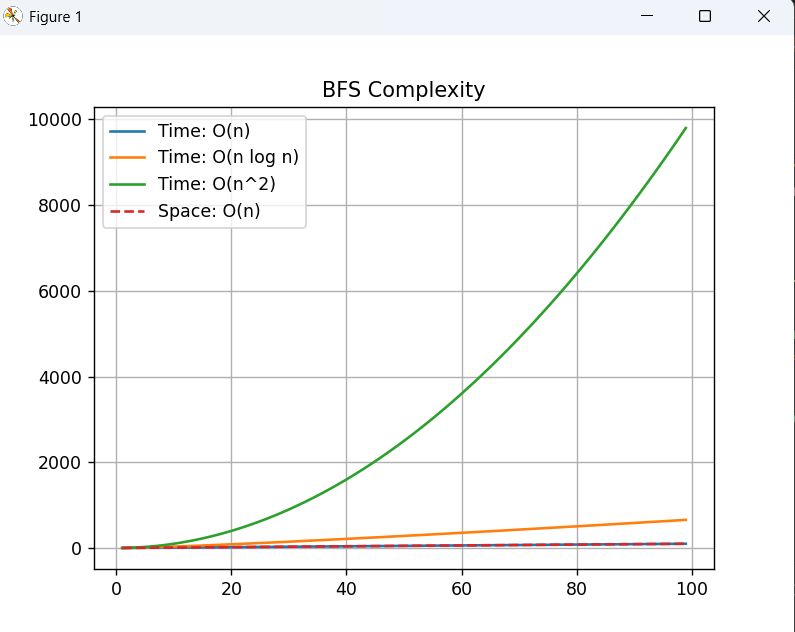 Figure 1
BFS Complexity
10000
8000
6000
4000
2000
0
Time: O(n)
Time: O(n log n)
Time: O(n^2)
Space: O(n)
0 20 40 60 80 100